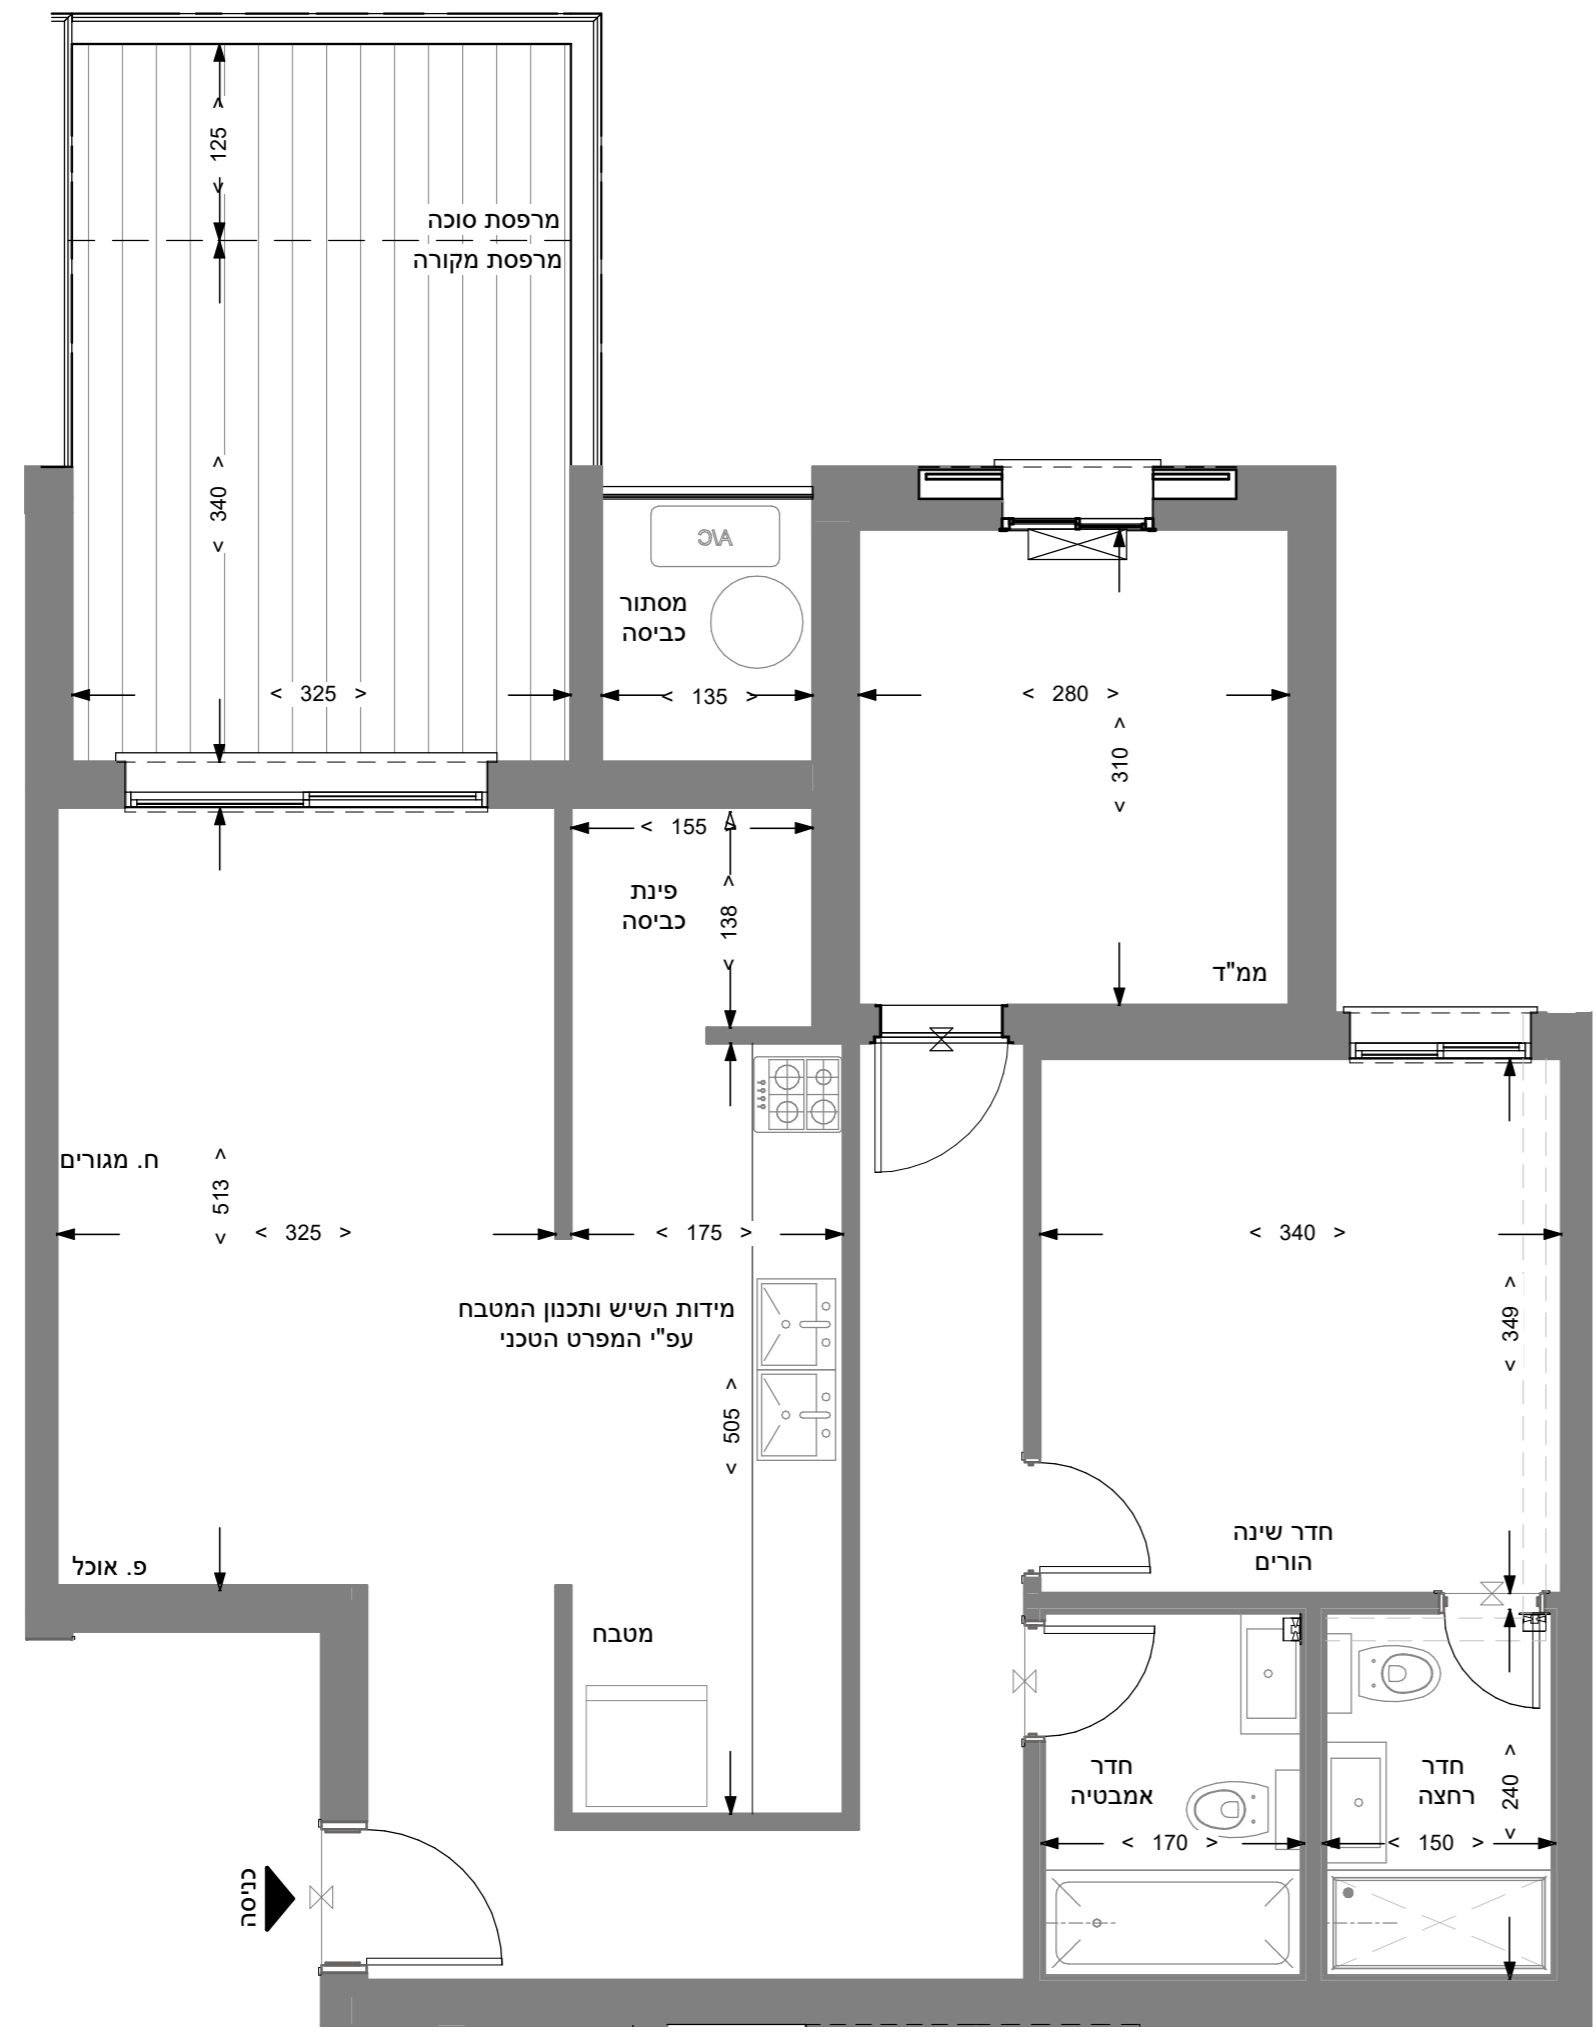 < 125 >
מרפסת סוכה
מרפסת מקורה
< 340 >
A/C
מסתור
כביסה
< 325 >
< 135 >
< 280 >
< 310 >
< 155 >
פינת
כביסה
< 138 >
ממ"ד
ח. מגורים
< 513 >
< 325 >
< 175 >
< 340 >
מידות השיש ותכנון המטבח
עפ"י המפרט הטכני
< 349 >
< 505 >
חדר שינה
הורים
פ. אוכל
מטבח
חדר
אמבטיה
חדר
רחצה
< 240 >
< 170 >
< 150 >
כניסה